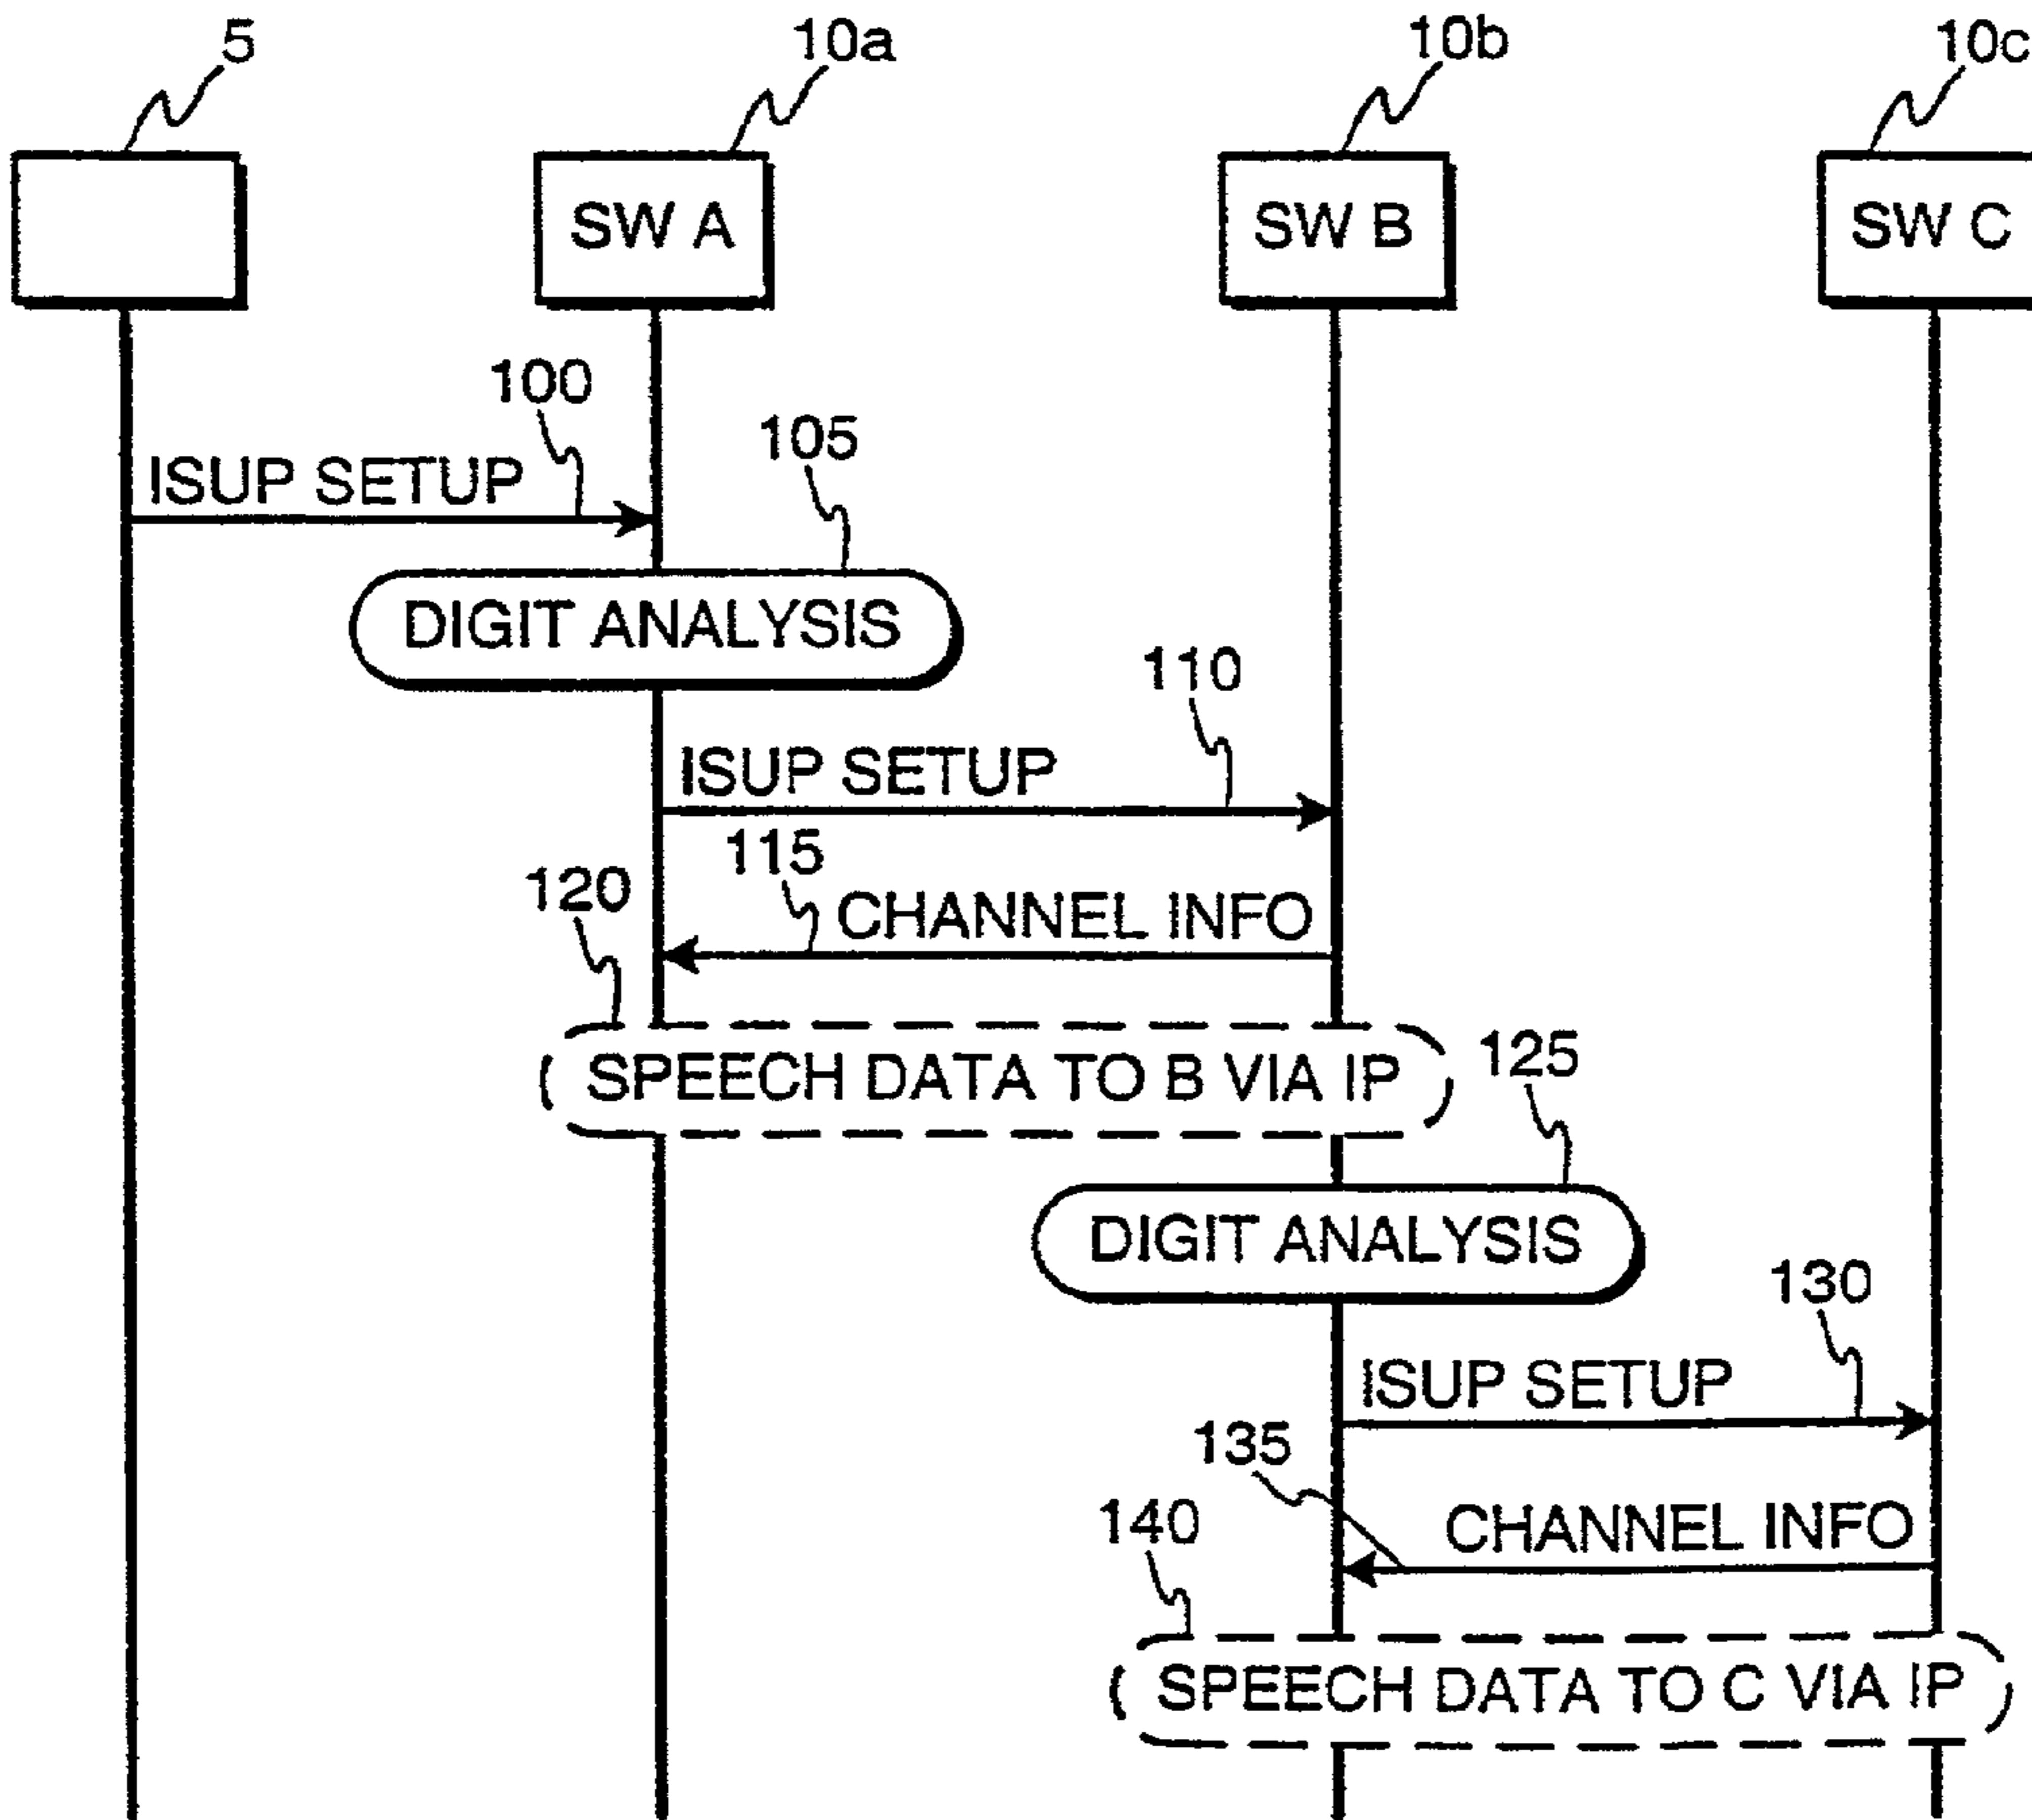 5 10a 10b 10c
SW A SW B SW C
100
105
ISUP SETUP
DIGIT ANALYSIS
110
ISUP SETUP
115
120
CHANNEL INFO
SPEECH DATA TO B VIA IP
125
DIGIT ANALYSIS
130
ISUP SETUP
135
140
CHANNEL INFO
SPEECH DATA TO C VIA IP